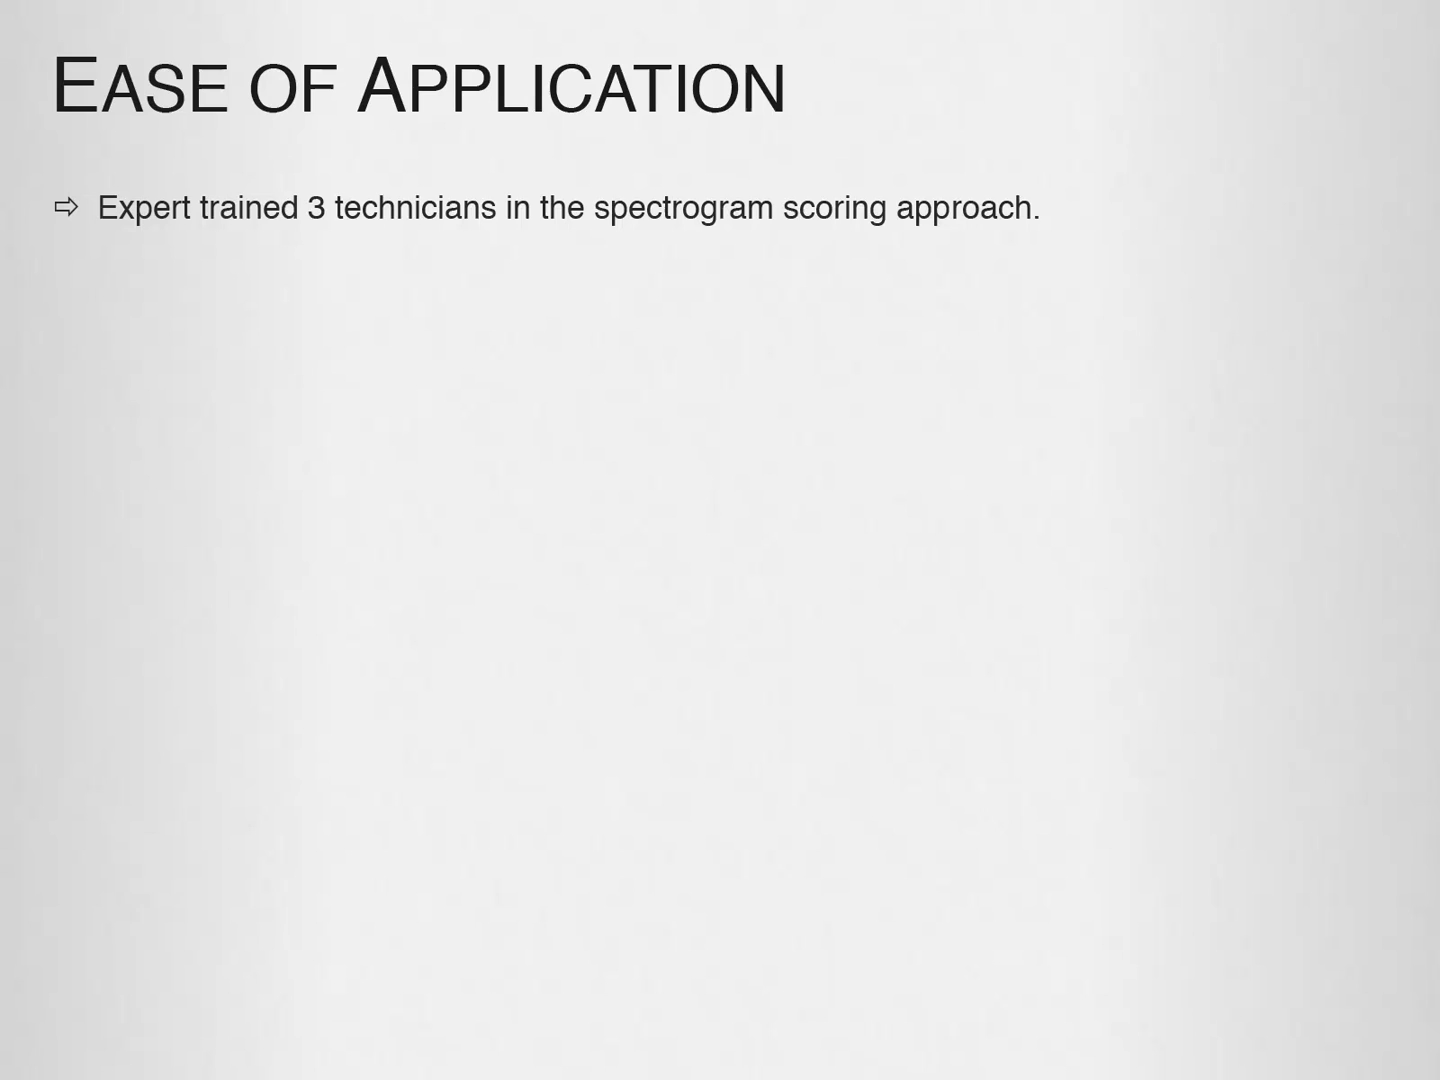 EASE OF APPLICATION
⇨ Expert trained 3 technicians in the spectrogram scoring approach.